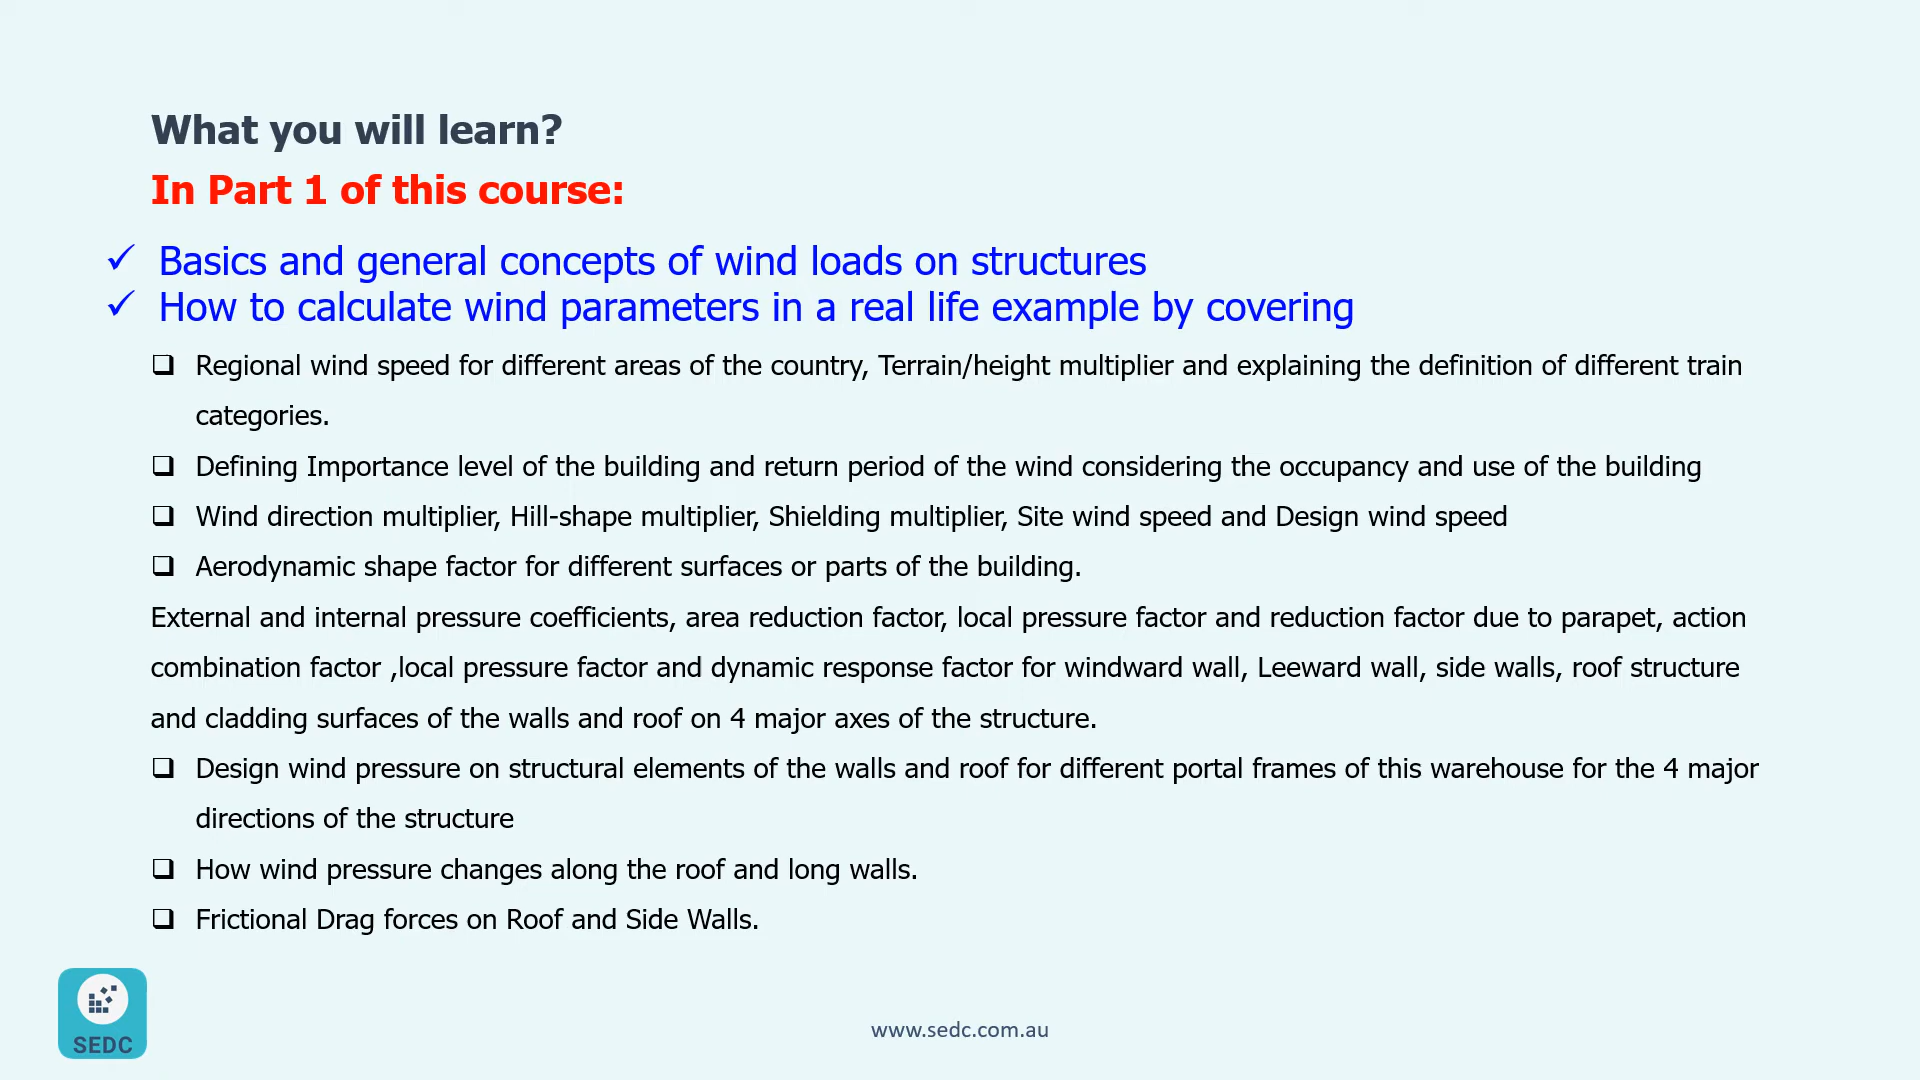 What you will learn?
In Part 1 of this course:
✓ Basics and general concepts of wind loads on structures
✓ How to calculate wind parameters in a real life example by covering
❑ Regional wind speed for different areas of the country, Terrain/height multiplier and explaining the definition of different train
categories.
❑ Defining Importance level of the building and return period of the wind considering the occupancy and use of the building
❑ Wind direction multiplier, Hill-shape multiplier, Shielding multiplier, Site wind speed and Design wind speed
❑ Aerodynamic shape factor for different surfaces or parts of the building.
External and internal pressure coefficients, area reduction factor, local pressure factor and reduction factor due to parapet, action
combination factor ,local pressure factor and dynamic response factor for windward wall, Leeward wall, side walls, roof structure
and cladding surfaces of the walls and roof on 4 major axes of the structure.
❑ Design wind pressure on structural elements of the walls and roof for different portal frames of this warehouse for the 4 major
directions of the structure
❑ How wind pressure changes along the roof and long walls.
❑ Frictional Drag forces on Roof and Side Walls.
SEDC
www.sedc.com.au